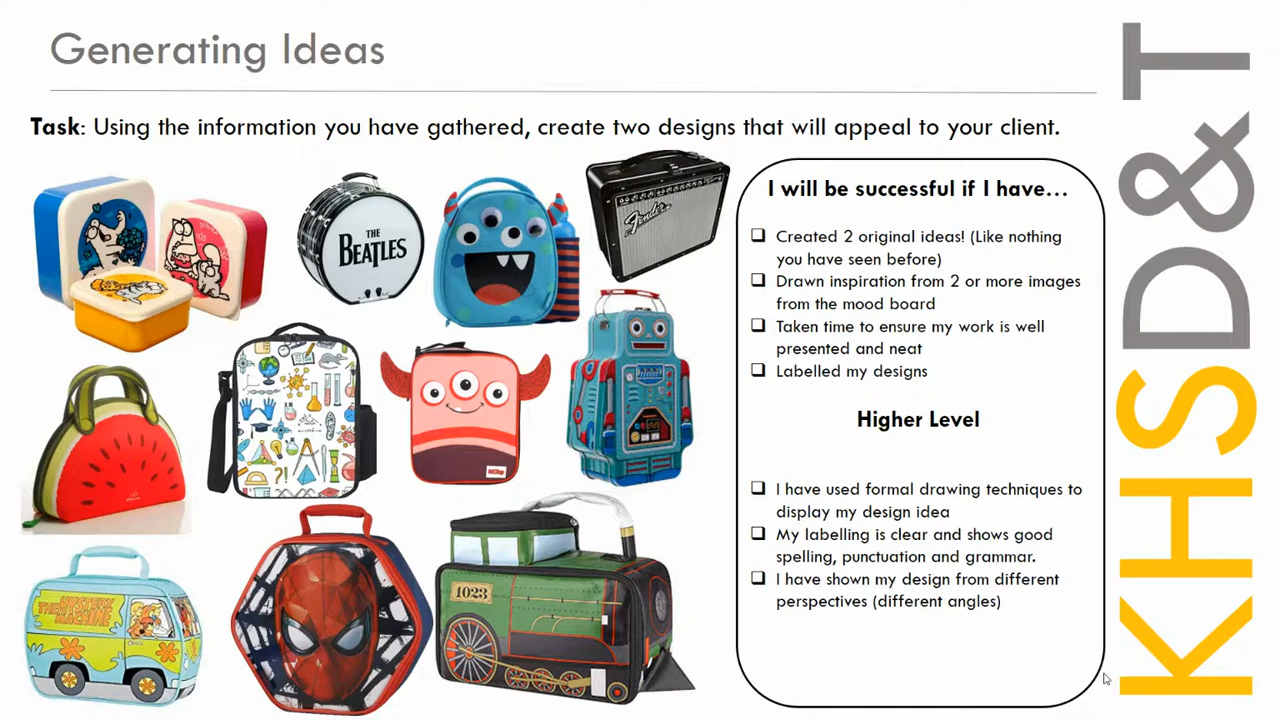 Generating Ideas
Task: Using the information you have gathered, create two designs that will appeal to your client.
I will be successful if I have...
Created 2 original ideas! (Like nothing
you have seen before)
Drawn inspiration from 2 or more images
from the mood board
Taken time to ensure my work is well
presented and neat
Labelled my designs
Higher Level
I have used formal drawing techniques to
display my design idea
My labelling is clear and shows good
spelling, punctuation and grammar.
I have shown my design from different
perspectives (different angles)
KHSD&T
THE
BEATLES
Fender
THE MYSTERY
MACHINE
1023